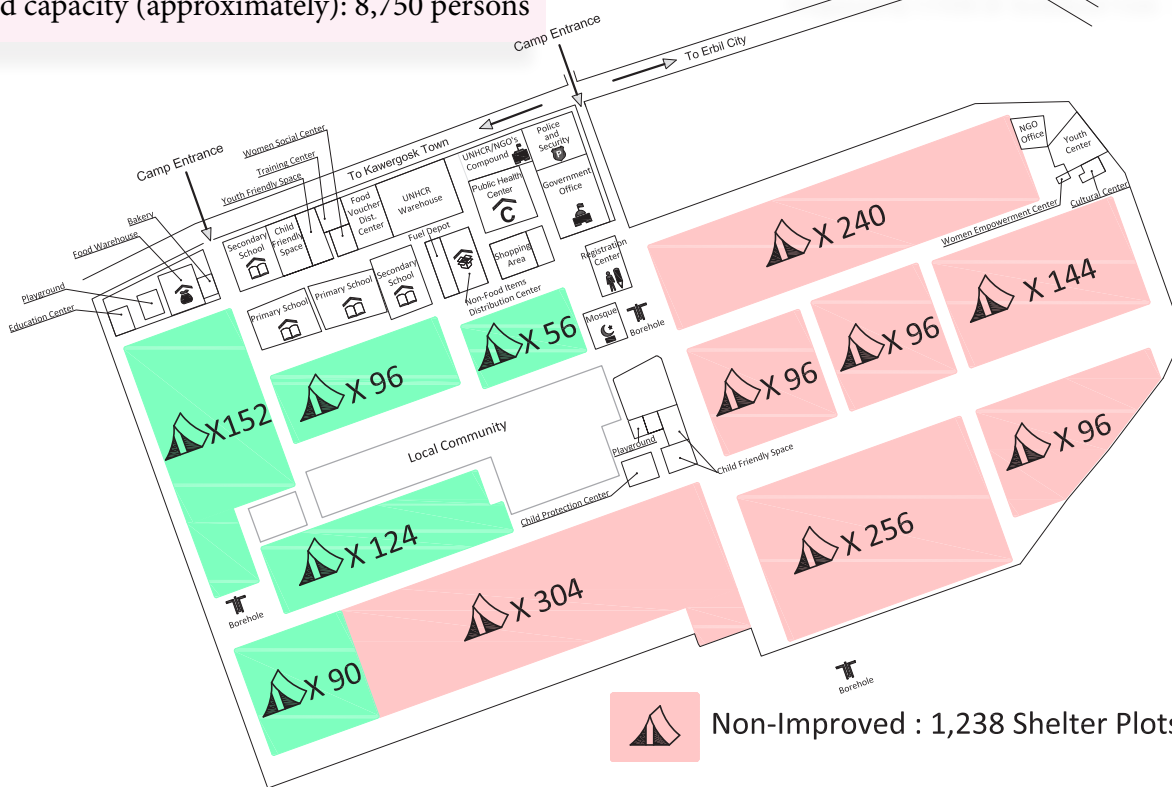 d capacity (approximately): 8,750 persons
Camp Entrance
To Erbil City
Camp Entrance
To Kawergosk Town
Women Social Center
Training Center
Youth Friendly Space
Bakery
Food Warehouse
Playground
Education Center
Secondary
School
Child
Friendly
Space
Food
Voucher
Dist.
Center
UNHCR
Warehouse
UNHCR/NGO's
Compound
Police
and
Security
P
Public Health
Center
C
Government
Office
Fuel Depot
Shopping
Area
Primary School
Primary School
Secondary
School
Non-Food Items
Distribution Center
Registration
Center
Mosque
Borehole
NGO
Office
Youth
Center
Cultural Center
Women Empowerment Center
X 240
X 144
X 96
X 96
X 96
X 256
X 56
X 96
X152
Local Community
Playground
Child Friendly Space
Child Protection Center
X 124
X 304
X 90
Borehole
Borehole
Non-Improved : 1,238 Shelter Plots